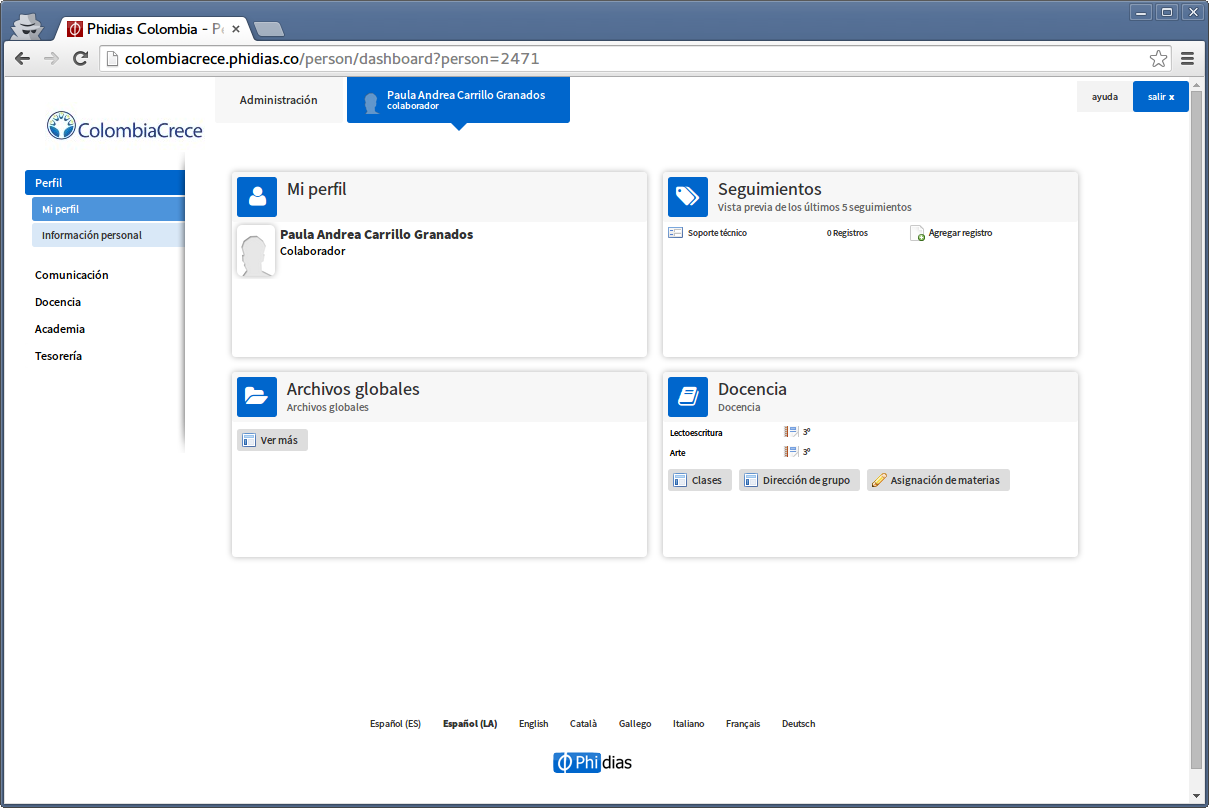 Phidias Colombia - P
colombiacrece.phidias.co/person/dashboard?person=2471
Administración
Paula Andrea Carrillo Granados
colaborador
ayuda
salir x
ColombiaCrece
Perfil
Mi perfil
Información personal
Comunicación
Docencia
Academia
Tesorería
Mi perfil
Paula Andrea Carrillo Granados
Colaborador
Seguimientos
Vista previa de los últimos 5 seguimientos
Soporte técnico 0 Registros Agregar registro
Archivos globales
Archivos globales
Ver más
Docencia
Docencia
Lectoescritura 3º
Arte 3º
Clases Dirección de grupo Asignación de materias
Español (ES) Español (LA) English Català Gallego Italiano Français Deutsch
Phidias